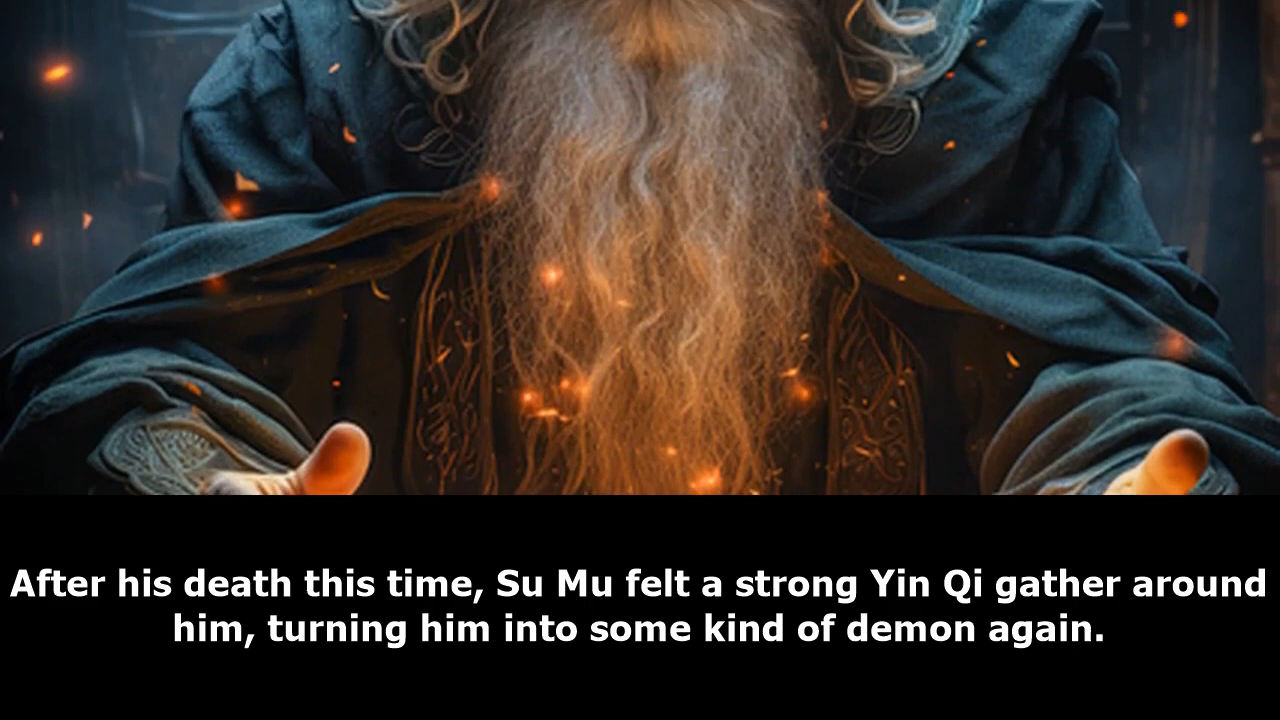 After his death this time, Su Mu felt a strong Yin Qi gather around
him, turning him into some kind of demon again.